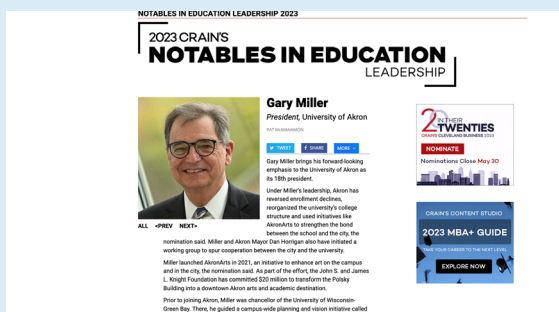 NOTABLES IN EDUCATION LEADERSHIP 2023
2023 CRAIN'S
NOTABLES IN EDUCATION
LEADERSHIP
Gary Miller
President, University of Akron
TWEET
SHARE
MORE
Gary Miller brings his forward-looking
emphasis to the University of Akron as
its 18th president.
Under Miller's leadership, Akron has
reversed enrollment declines,
reorganized the university's college
structure and used initiatives like
AkronArts to strengthen the bond
between the school and the city, the
nomination said. Miller and Akron Mayor Dan Horrigan also have initiated a
working group to spur cooperation between the city and the university.
Miller launched AkronArts in 2021, an initiative to enhance art on the campus
and in the city, the nomination said. As part of the effort, the John S. and James
L. Knight Foundation has committed $20 million to transform the Polsky
Building into a downtown Akron arts and academic destination.
Prior to joining Akron, Miller was chancellor of the University of Wisconsin-
Green Bay. There, he guided a campus-wide planning and vision initiative called
ALL <PREV NEXT>
20 IN THEIR
TWENTIES
CRAIN'S CLEVELAND BUSINESS 2023
NOMINATE
Nominations Close May 30
CRAIN'S CONTENT STUDIO
2023 MBA+ GUIDE
TAKE YOUR CAREER TO THE NEXT LEVEL
EXPLORE NOW